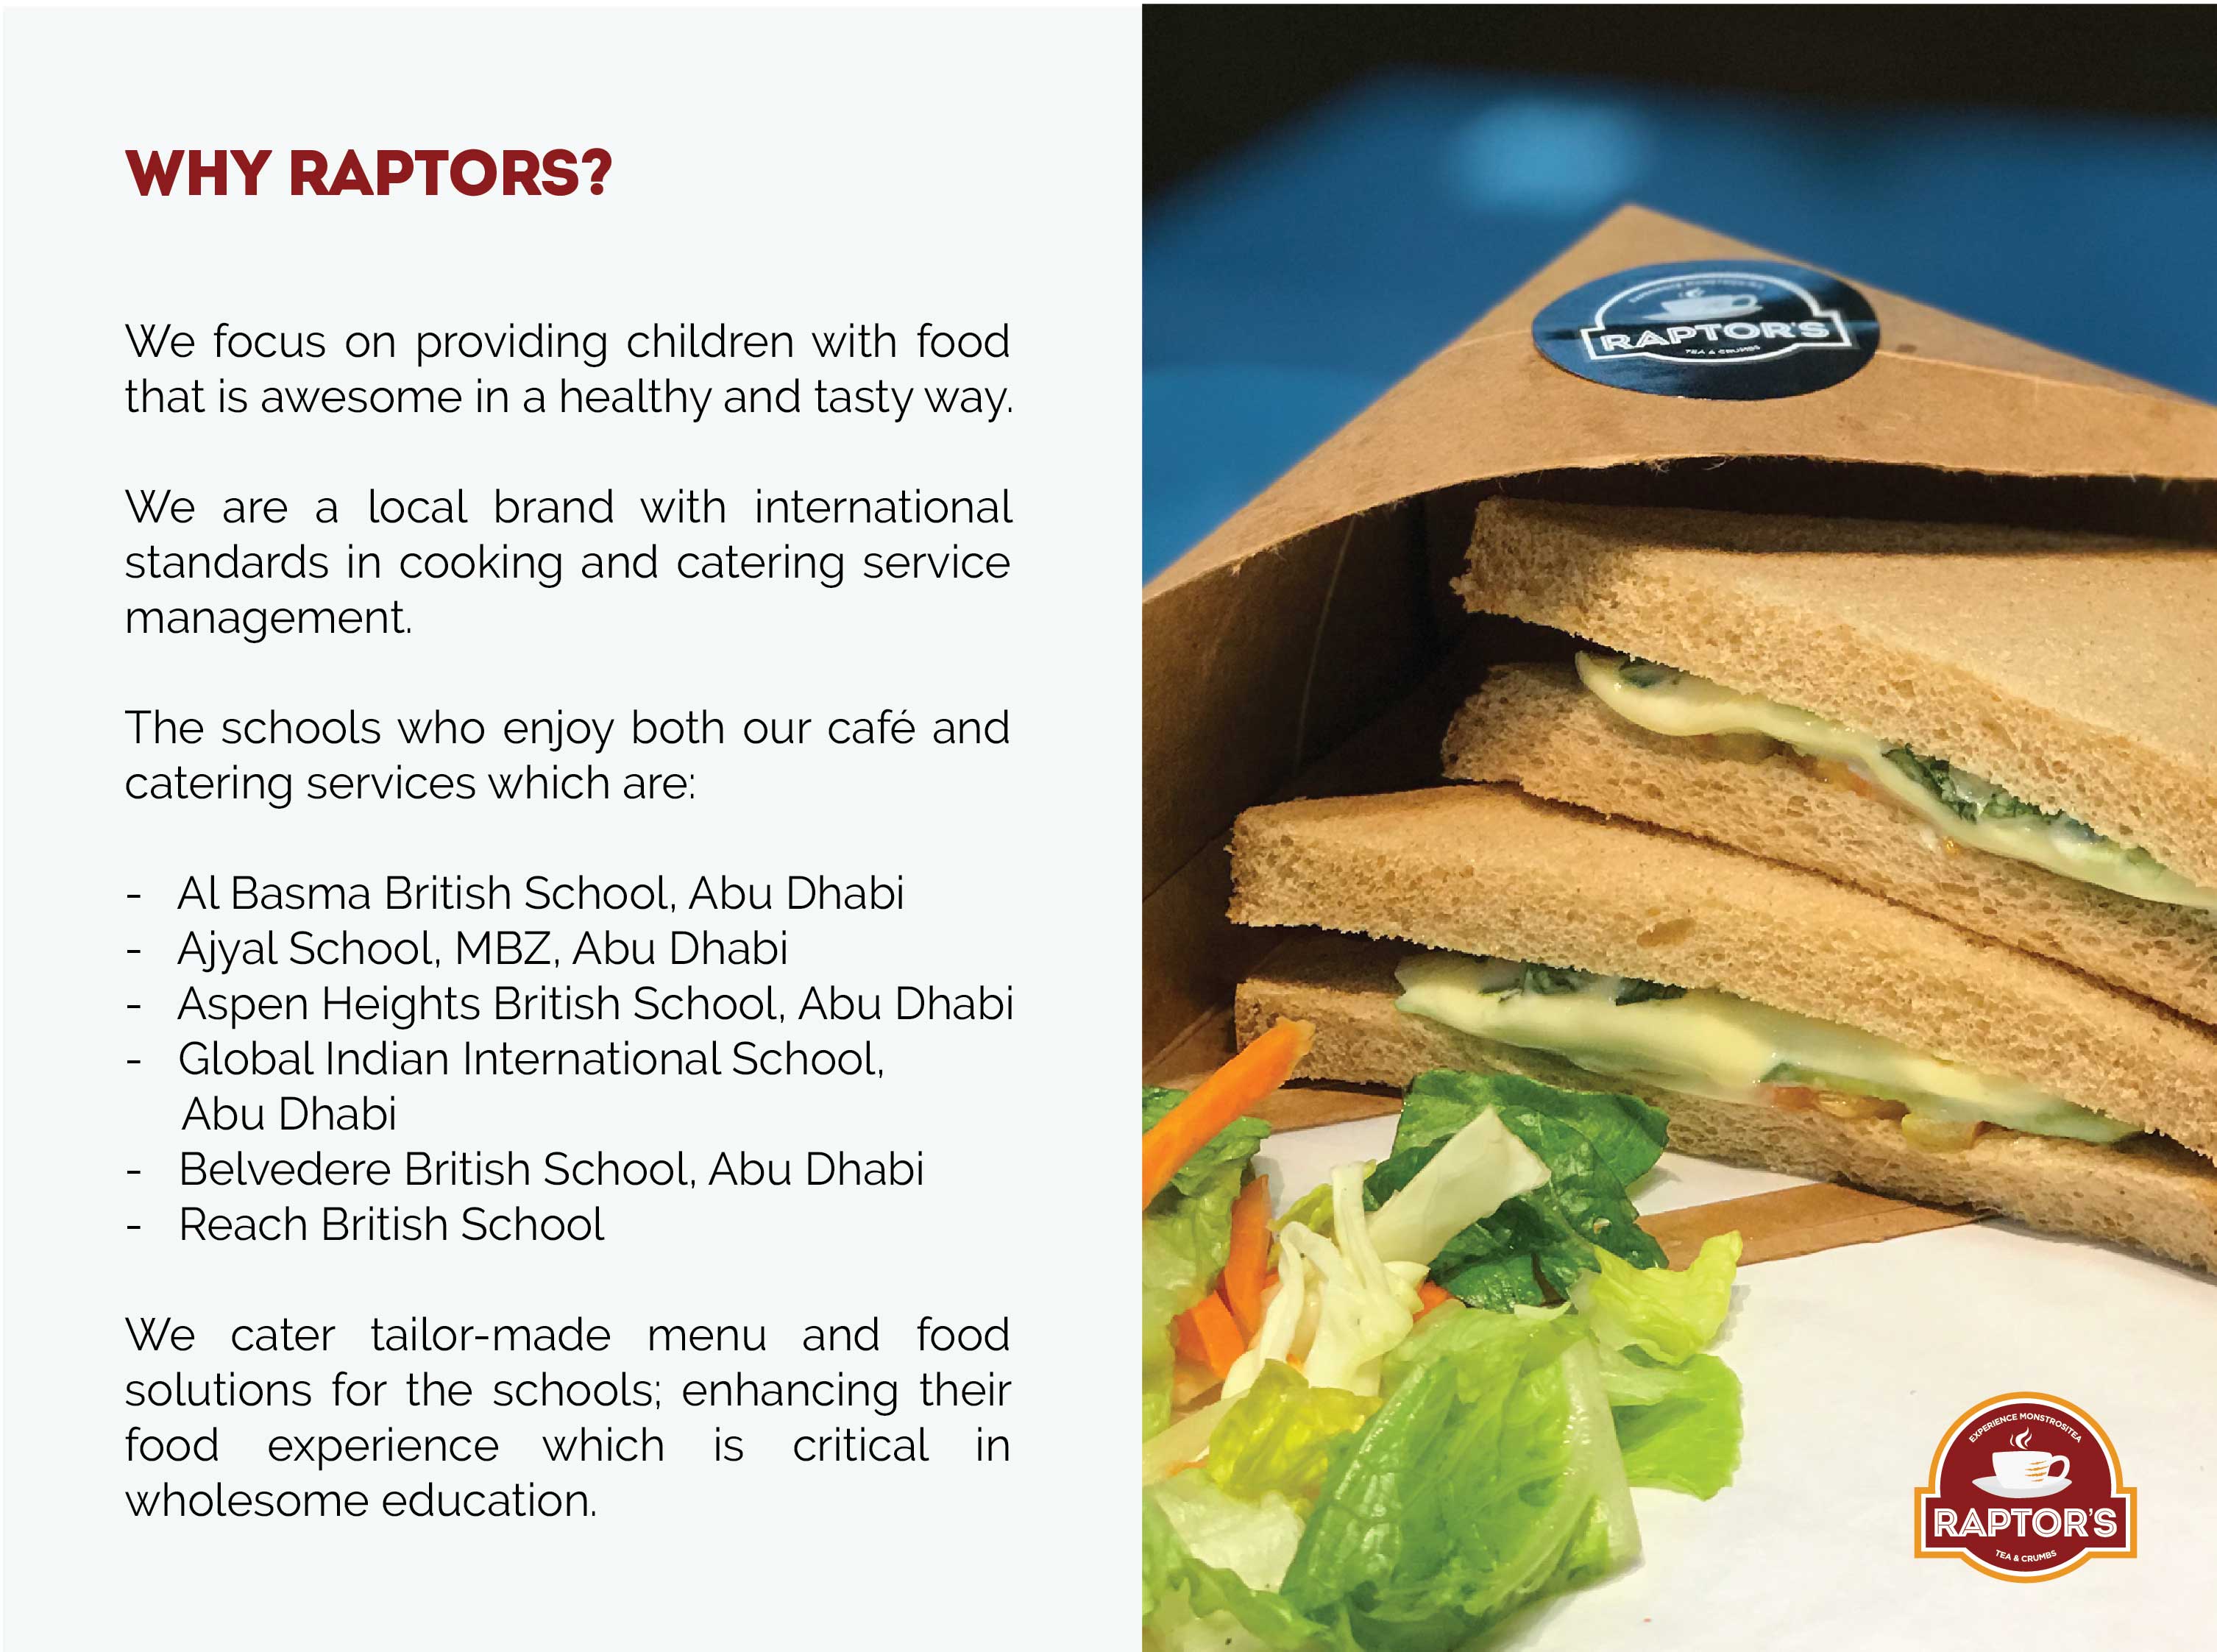 WHY RAPTORS?
We focus on providing children with food
that is awesome in a healthy and tasty way.
We are a local brand with international
standards in cooking and catering service
management.
The schools who enjoy both our café and
catering services which are:
- Al Basma British School, Abu Dhabi
- Ajyal School, MBZ, Abu Dhabi
- Aspen Heights British School, Abu Dhabi
- Global Indian International School,
Abu Dhabi
- Belvedere British School, Abu Dhabi
- Reach British School
We cater tailor-made menu and food
solutions for the schools; enhancing their
food experience which is critical in
wholesome education.
RAPTOR'S
TEA & CRUMBS
EXPERIENCE MONSTROSITEA
RAPTOR'S
TEA & CRUMBS